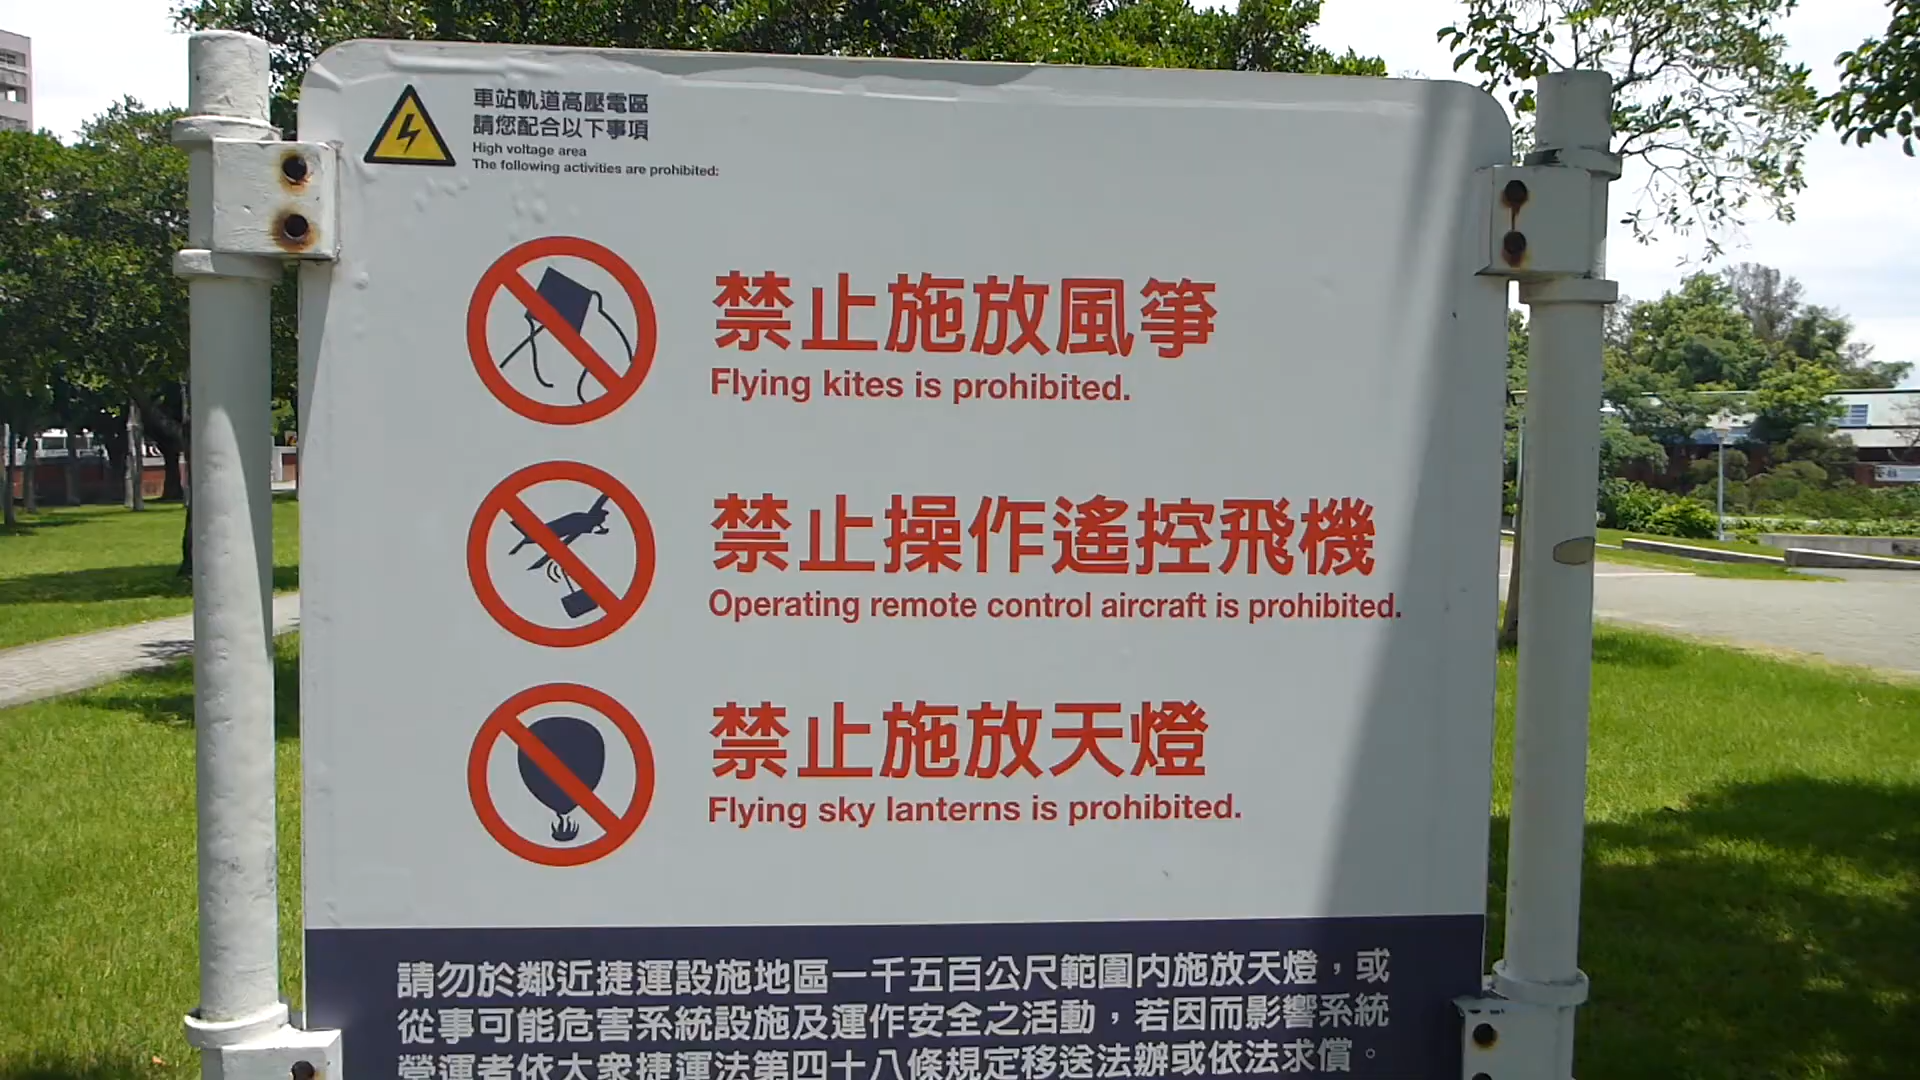 車站軌道高壓電區
請您配合以下事項
High voltage area
The following activities are prohibited:
禁止施放風箏
Flying kites is prohibited.
禁止操作遙控飛機
Operating remote control aircraft is prohibited.
禁止施放天燈
Flying sky lanterns is prohibited.
請勿於鄰近捷運設施地區一千五百公尺範圍內施放天燈，或
從事可能危害系統設施及運作安全之活動，若因而影響系統
營運者依大眾捷運法第四十八條規定移送法辦或依法求償。